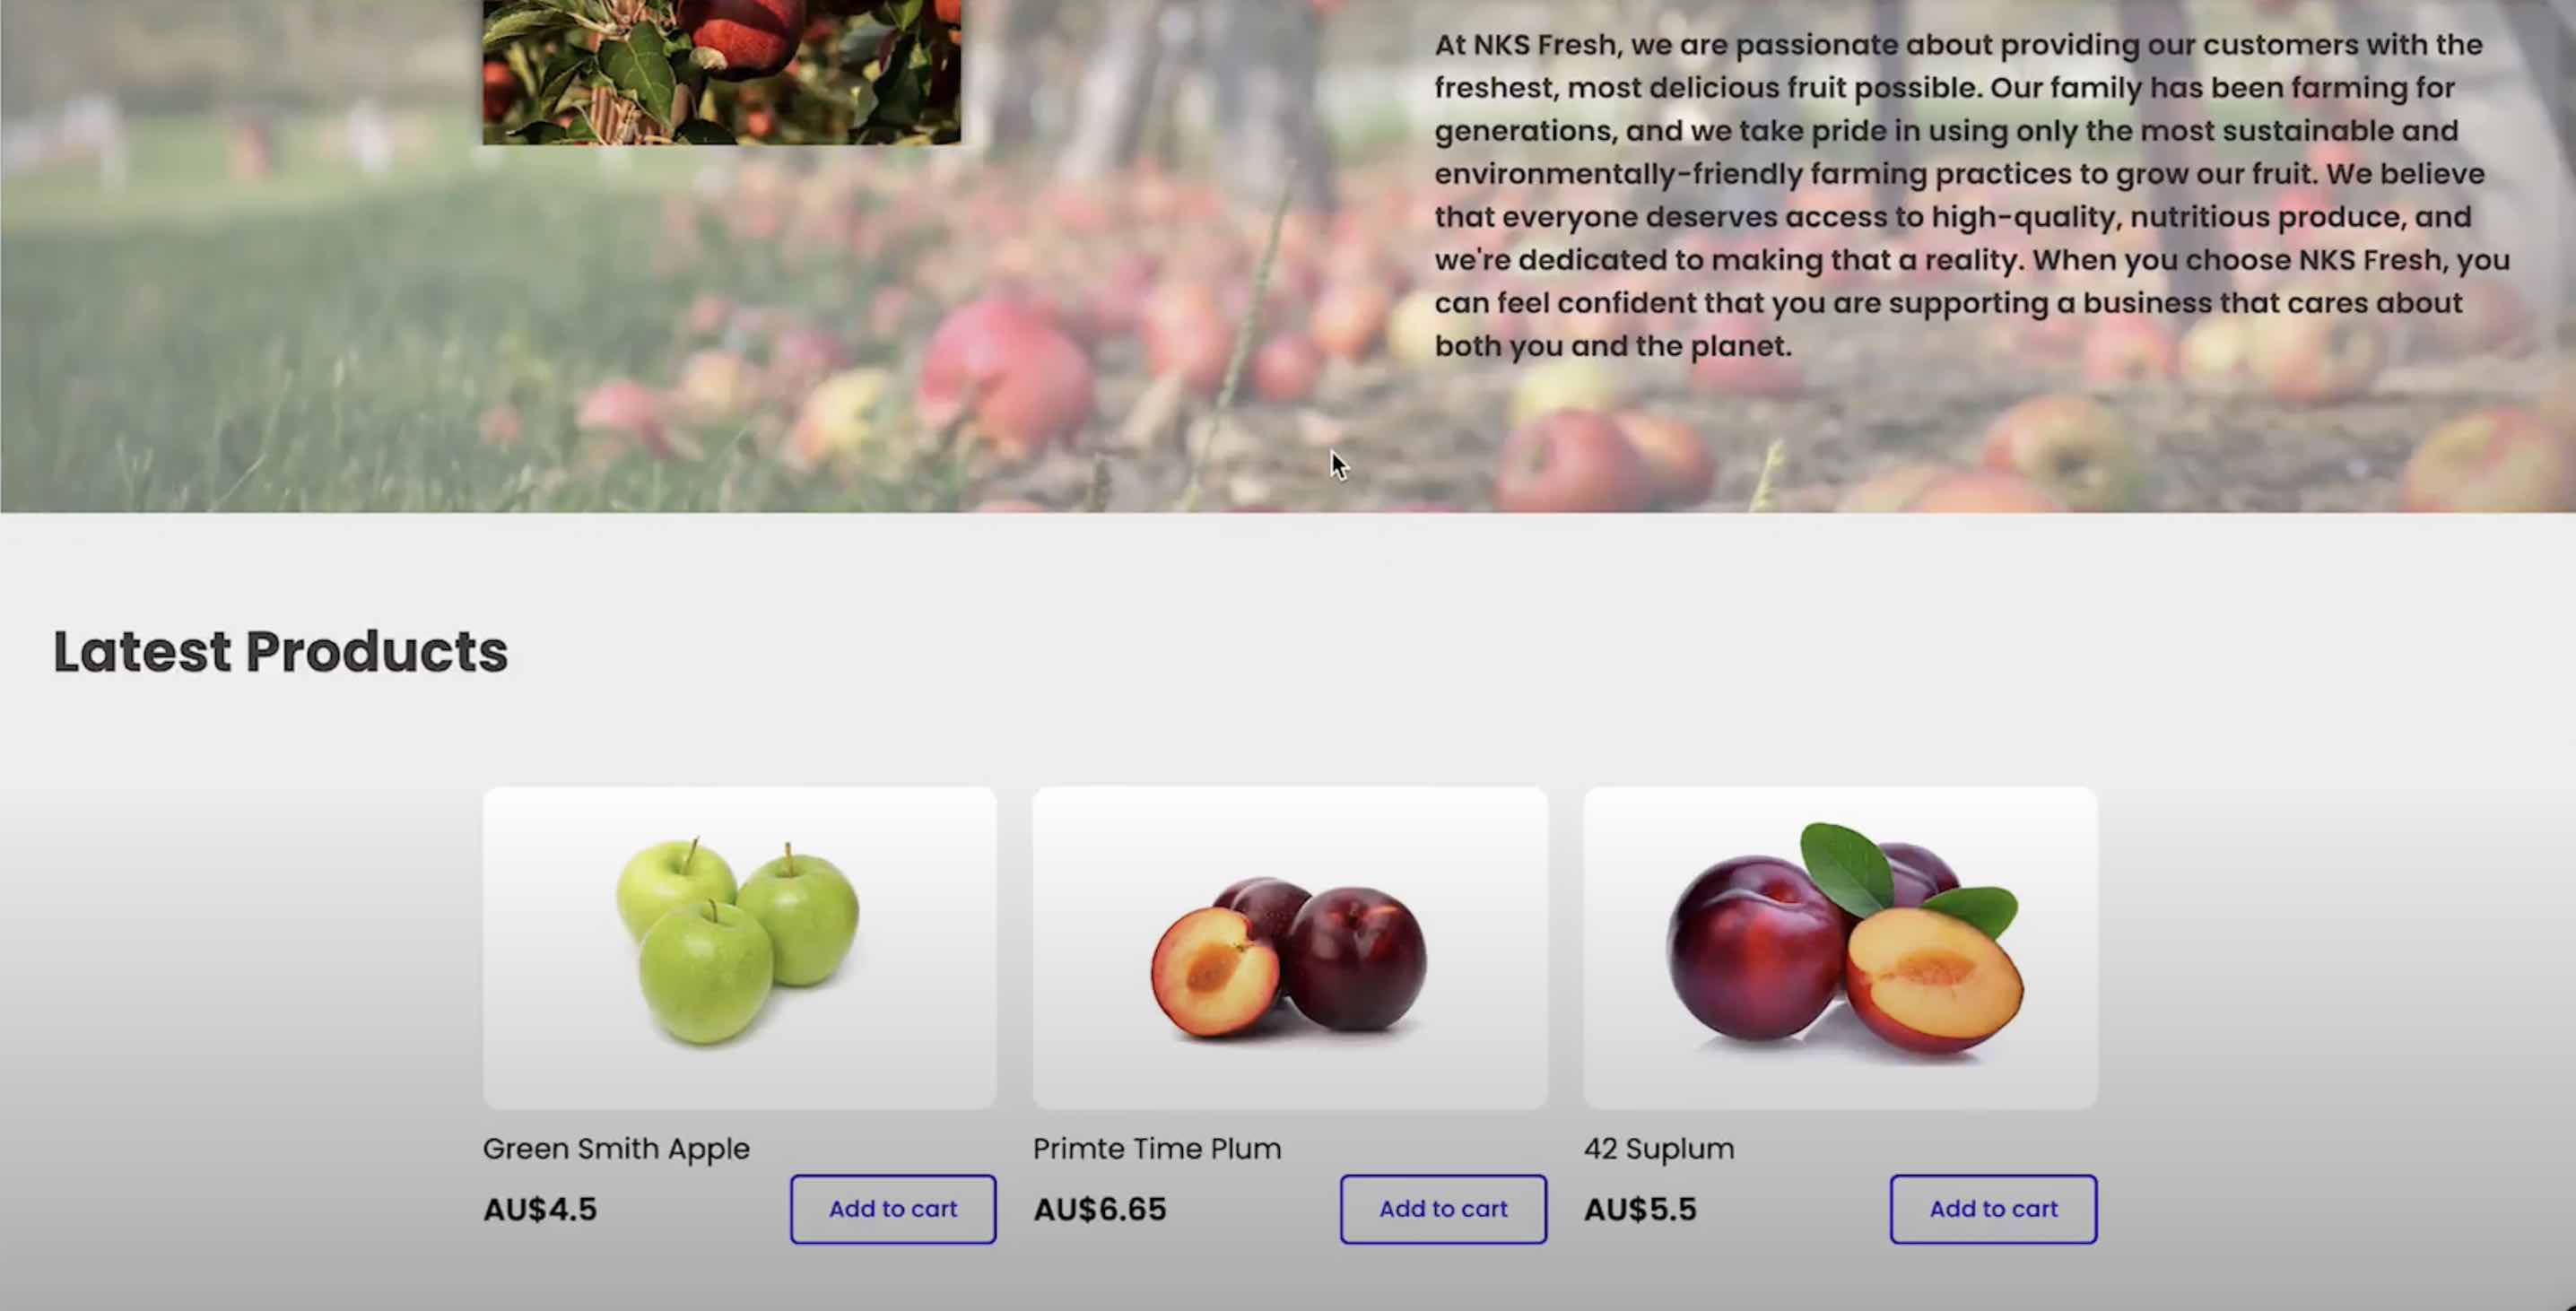 At NKS Fresh, we are passionate about providing our customers with the
freshest, most delicious fruit possible. Our family has been farming for
generations, and we take pride in using only the most sustainable and
environmentally-friendly farming practices to grow our fruit. We believe
that everyone deserves access to high-quality, nutritious produce, and
we're dedicated to making that a reality. When you choose NKS Fresh, you
can feel confident that you are supporting a business that cares about
both you and the planet.
Latest Products
Green Smith Apple
AU$4.5
Add to cart
Primte Time Plum
AU$6.65
Add to cart
42 Suplum
AU$5.5
Add to cart